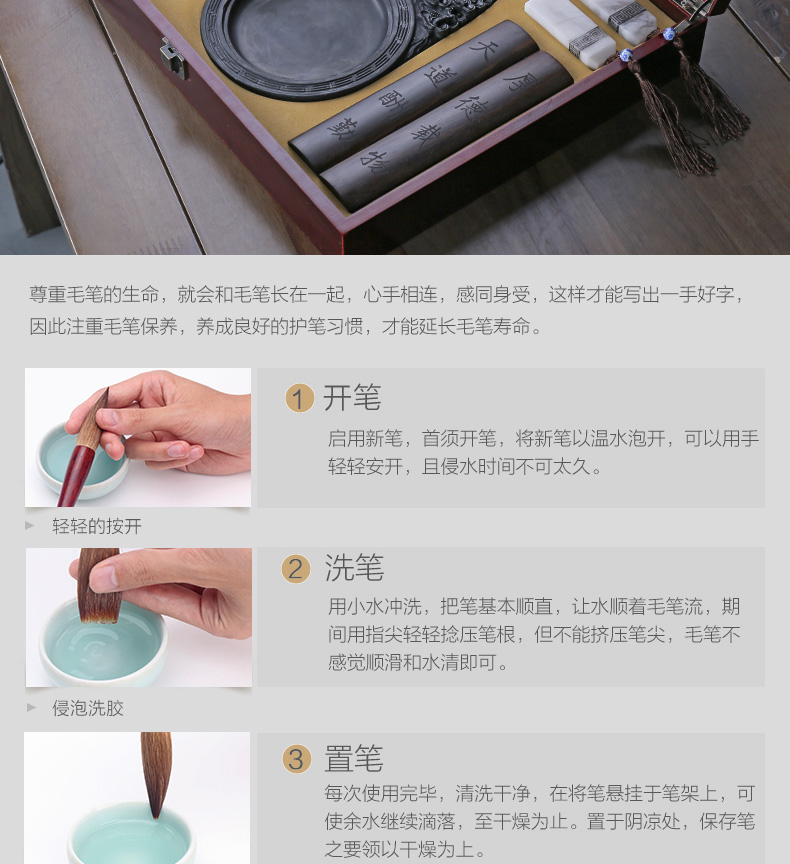 天道酬勤
厚德载物
尊重毛笔的生命，就会和毛笔长在一起，心手相连，感同身受，这样才能写出一手好字，
因此注重毛笔保养，养成良好的护笔习惯，才能延长毛笔寿命。
1 开笔
启用新笔，首须开笔，将新笔以温水泡开，可以用手
轻轻安开，且侵水时间不可太久。
轻轻的按开
2 洗笔
用小水冲洗，把笔基本顺直，让水顺着毛笔流，期
间用指尖轻轻捻压笔根，但不能挤压笔尖，毛笔不
感觉顺滑和水清即可。
侵泡洗胶
3 置笔
每次使用完毕，清洗干净，在将笔悬挂于笔架上，可
使余水继续滴落，至干燥为止。置于阴凉处，保存笔
之要领以干燥为上。